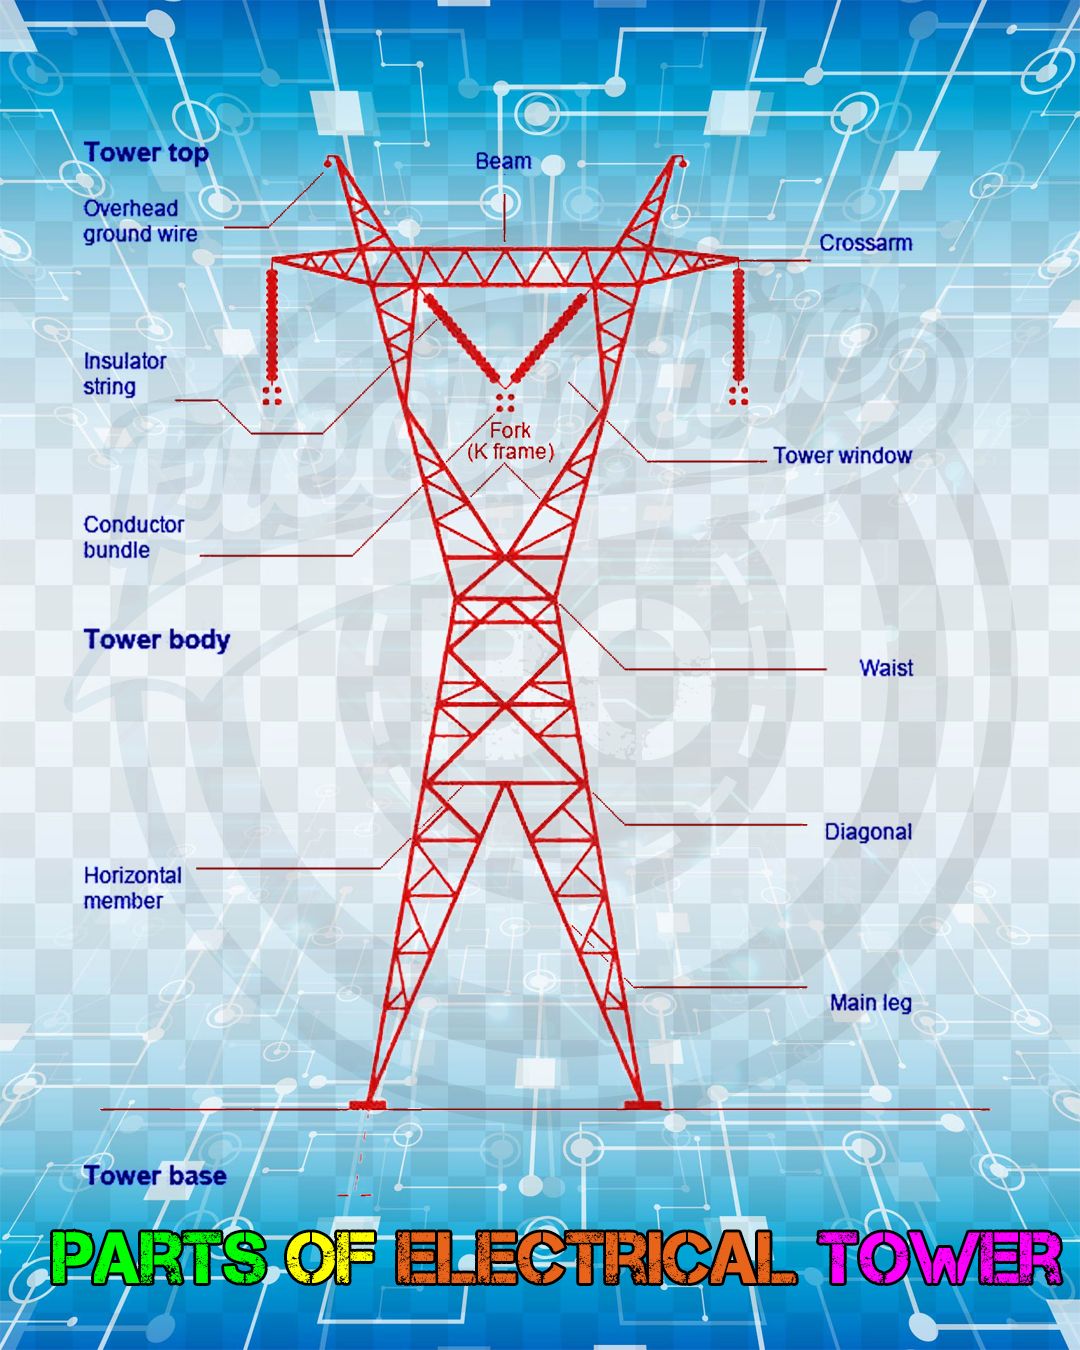 Tower top
Beam
Overhead
ground wire
Crossarm
Insulator
string
Fork
(K frame)
Tower window
Conductor
bundle
Tower body
Waist
Diagonal
Horizontal
member
Main leg
Tower base
PARTS OF ELECTRICAL TOWER